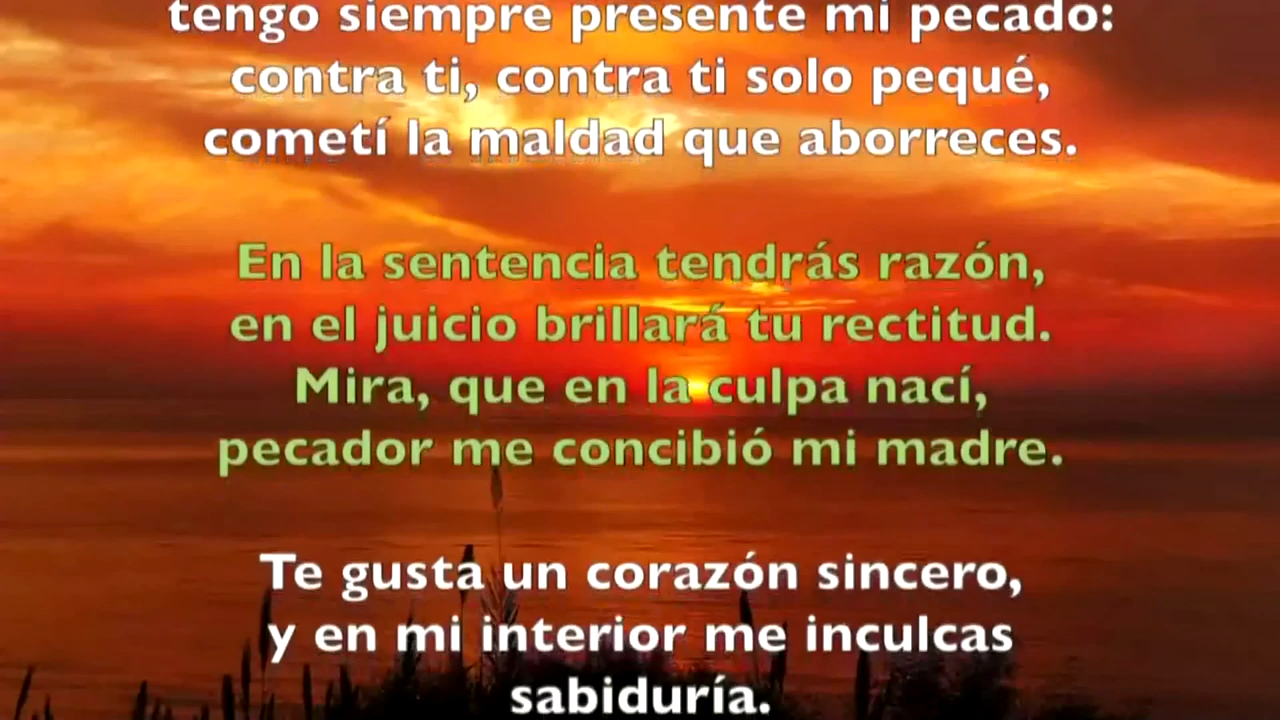 tengo siempre presente mi pecado:
contra ti, contra ti solo pequé,
cometí la maldad que aborreces.
En la sentencia tendrás razón,
en el juicio brillará tu rectitud.
Mira, que en la culpa nací,
pecador me concibió mi madre.
Te gusta un corazón sincero,
y en mi interior me inculcas
sabiduría.